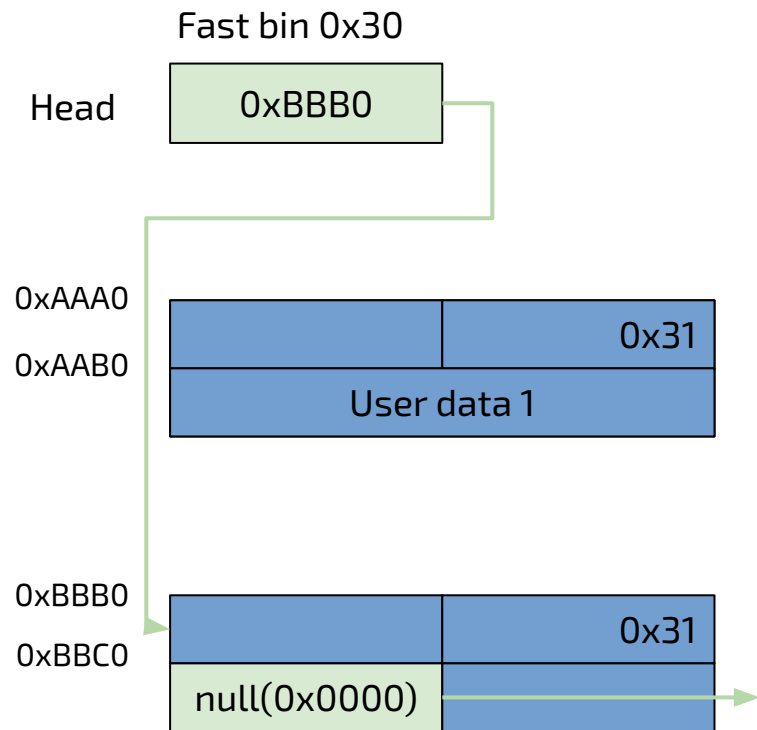 Fast bin 0x30
Head
0xBBB0
0xAAA0
0x31
0xAAB0
User data 1
0xBBB0
0x31
0xBBC0
null(0x0000)